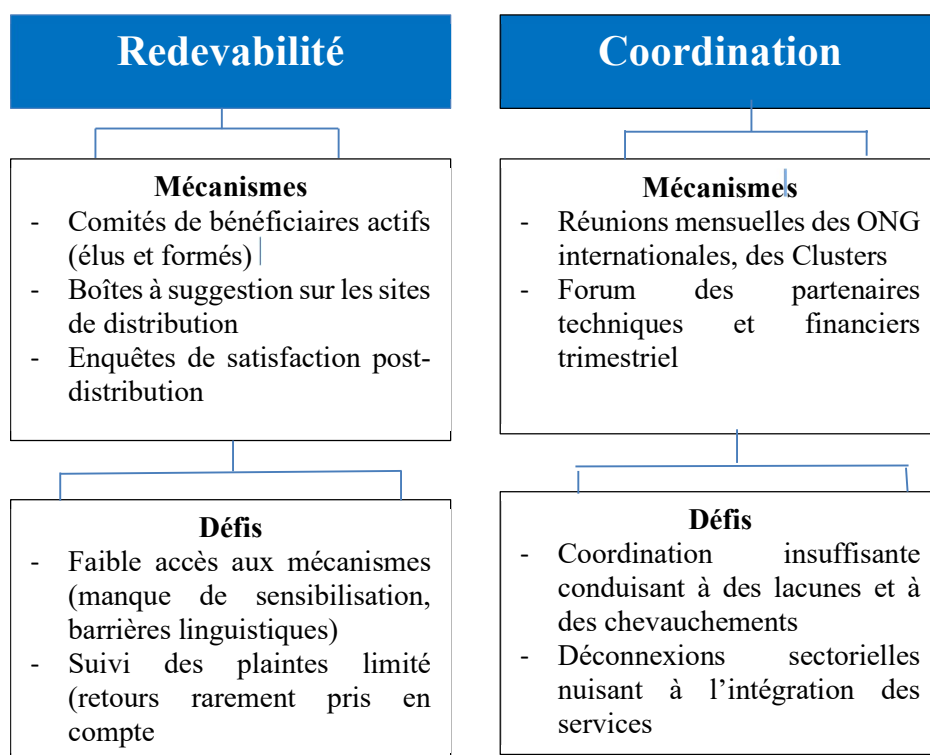 Redevabilité
Mécanismes
- Comités de bénéficiaires actifs
(élus et formés)
- Boîtes à suggestion sur les sites
de distribution
- Enquêtes de satisfaction post-
distribution
Défis
- Faible accès aux mécanismes
(manque de sensibilisation,
barrières linguistiques)
- Suivi des plaintes limité
(retours rarement pris en
compte
Coordination
Mécanismes
- Réunions mensuelles des ONG
internationales, des Clusters
- Forum des partenaires
techniques et financiers
trimestriel
Défis
- Coordination insuffisante
conduisant à des lacunes et à
des chevauchements
- Déconnexions sectorielles
nuisant à l’intégration des
services